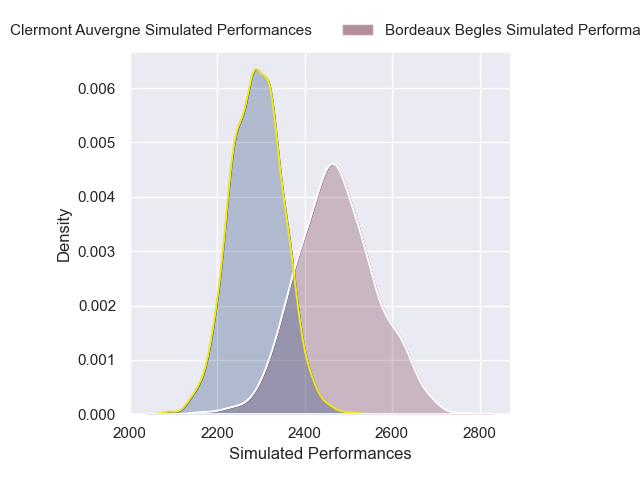 Clermont Auvergne Simulated Performances Bordeaux Begles Simulated Performa
0.006
0.005
0.004
0.003
0.002
0.001
0.000
Density
2000 2200 2400 2600 2800
Simulated Performances